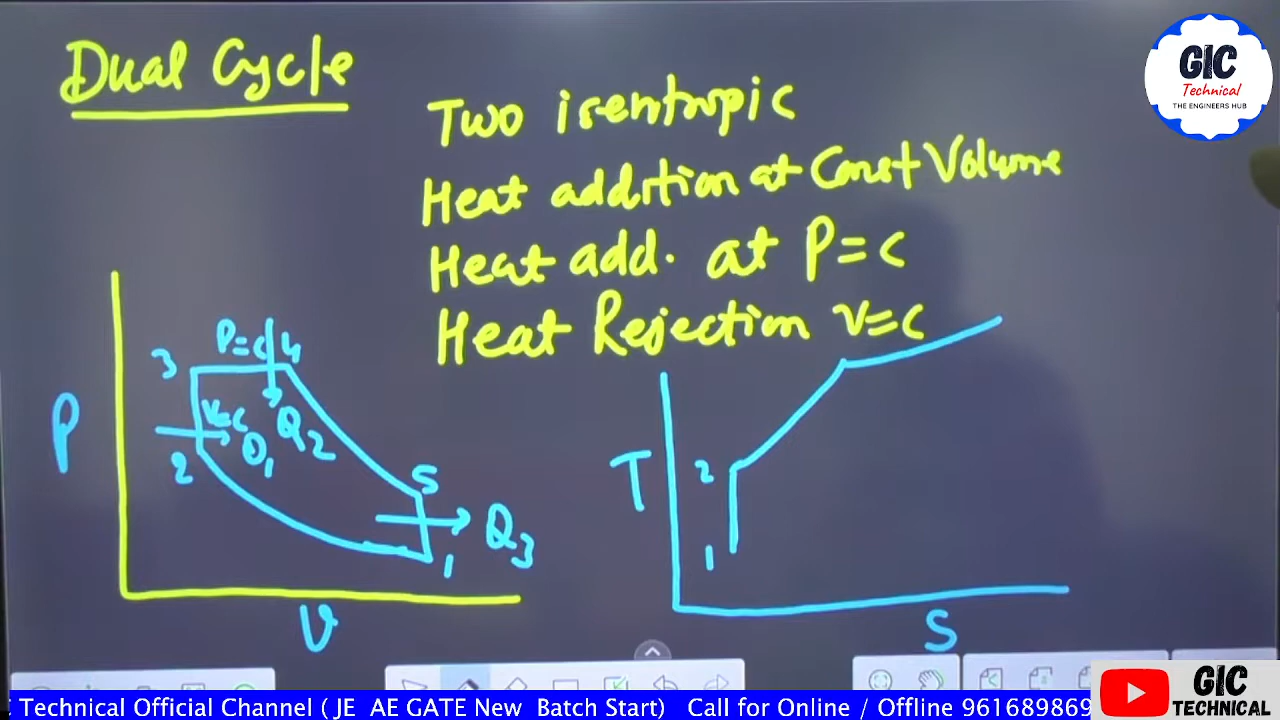 Dual Cycle
Two isentropic
Heat addition at Const Volume
Heat add. at P=c
Heat Rejection v=c
P
3
P=c
4
v=c
Q1
Q2
2
5
Q3
1
v
T
2
1
S
GIC
Technical
THE ENGINEERS HUB
: Technical Official Channel ( JE AE GATE New Batch Start) Call for Online / Offline 961689869
GIC
TECHNICAL